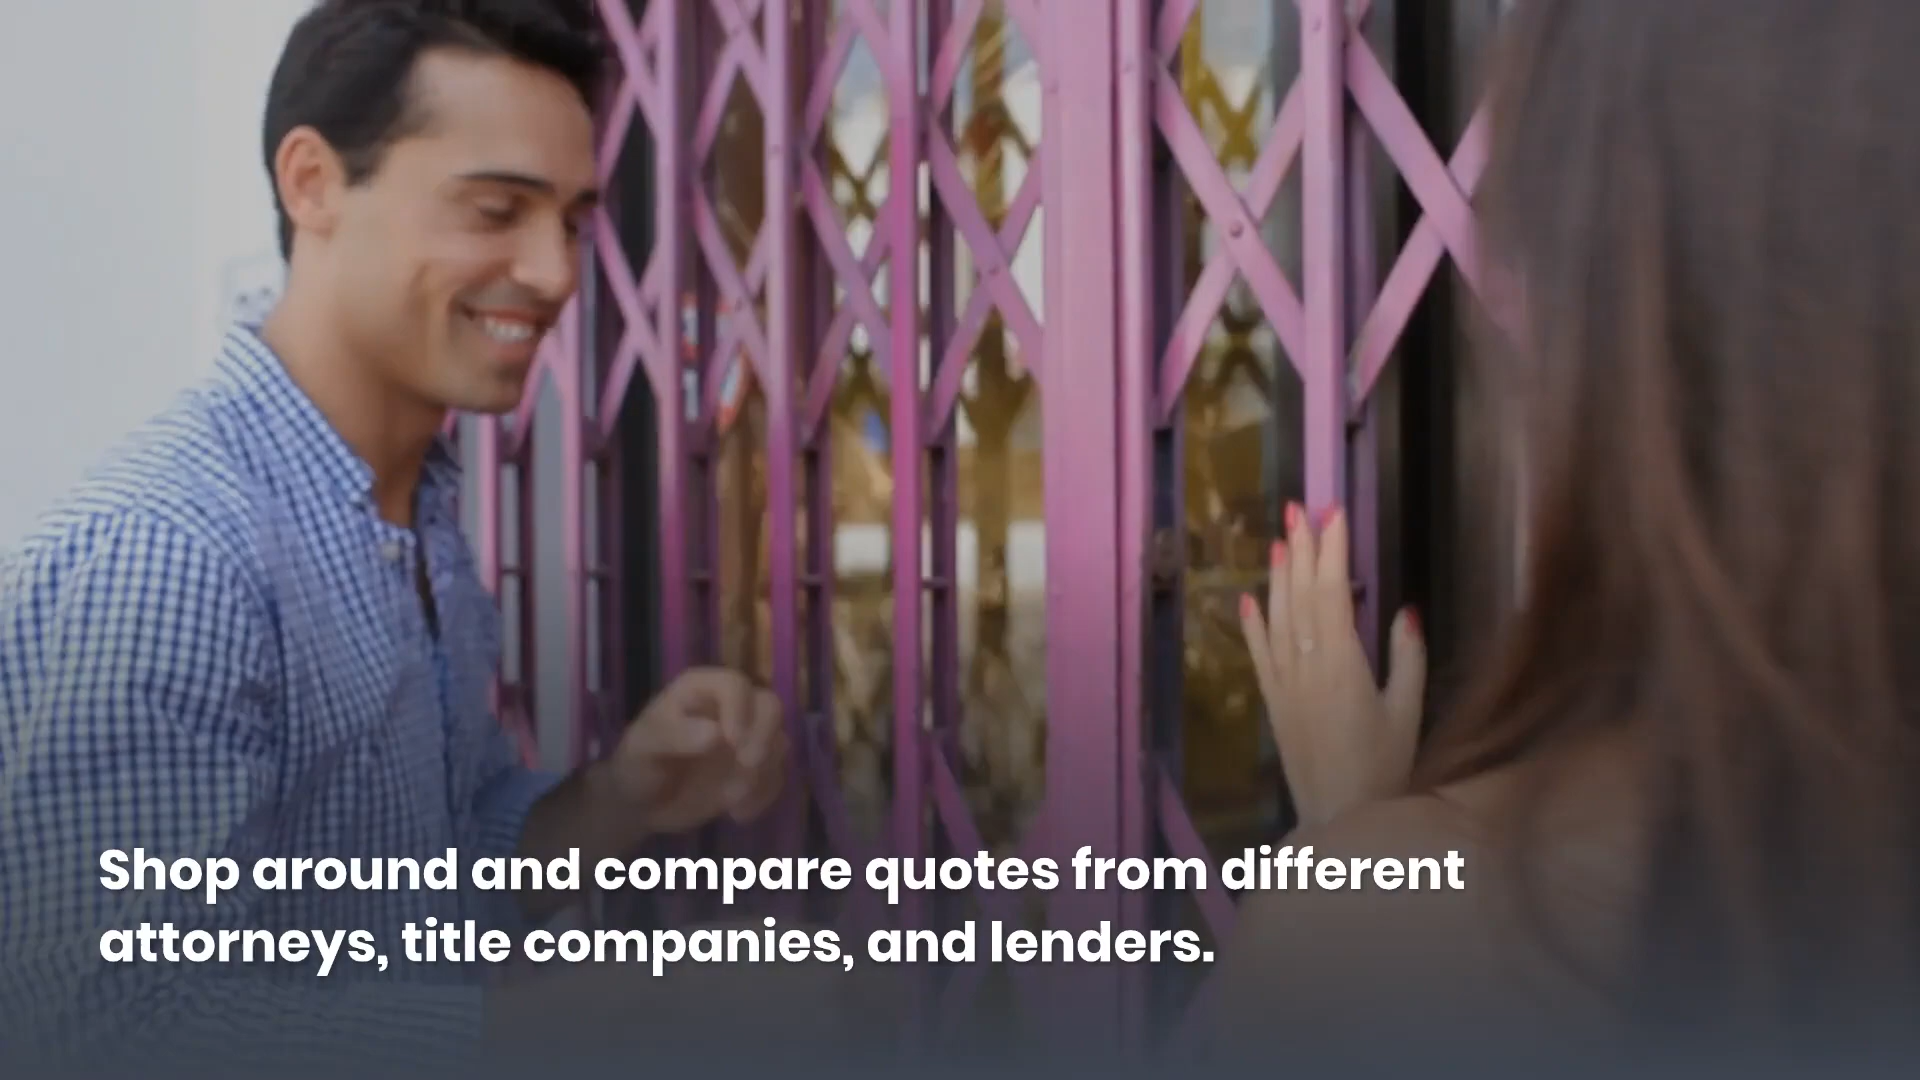 Shop around and compare quotes from different
attorneys, title companies, and lenders.